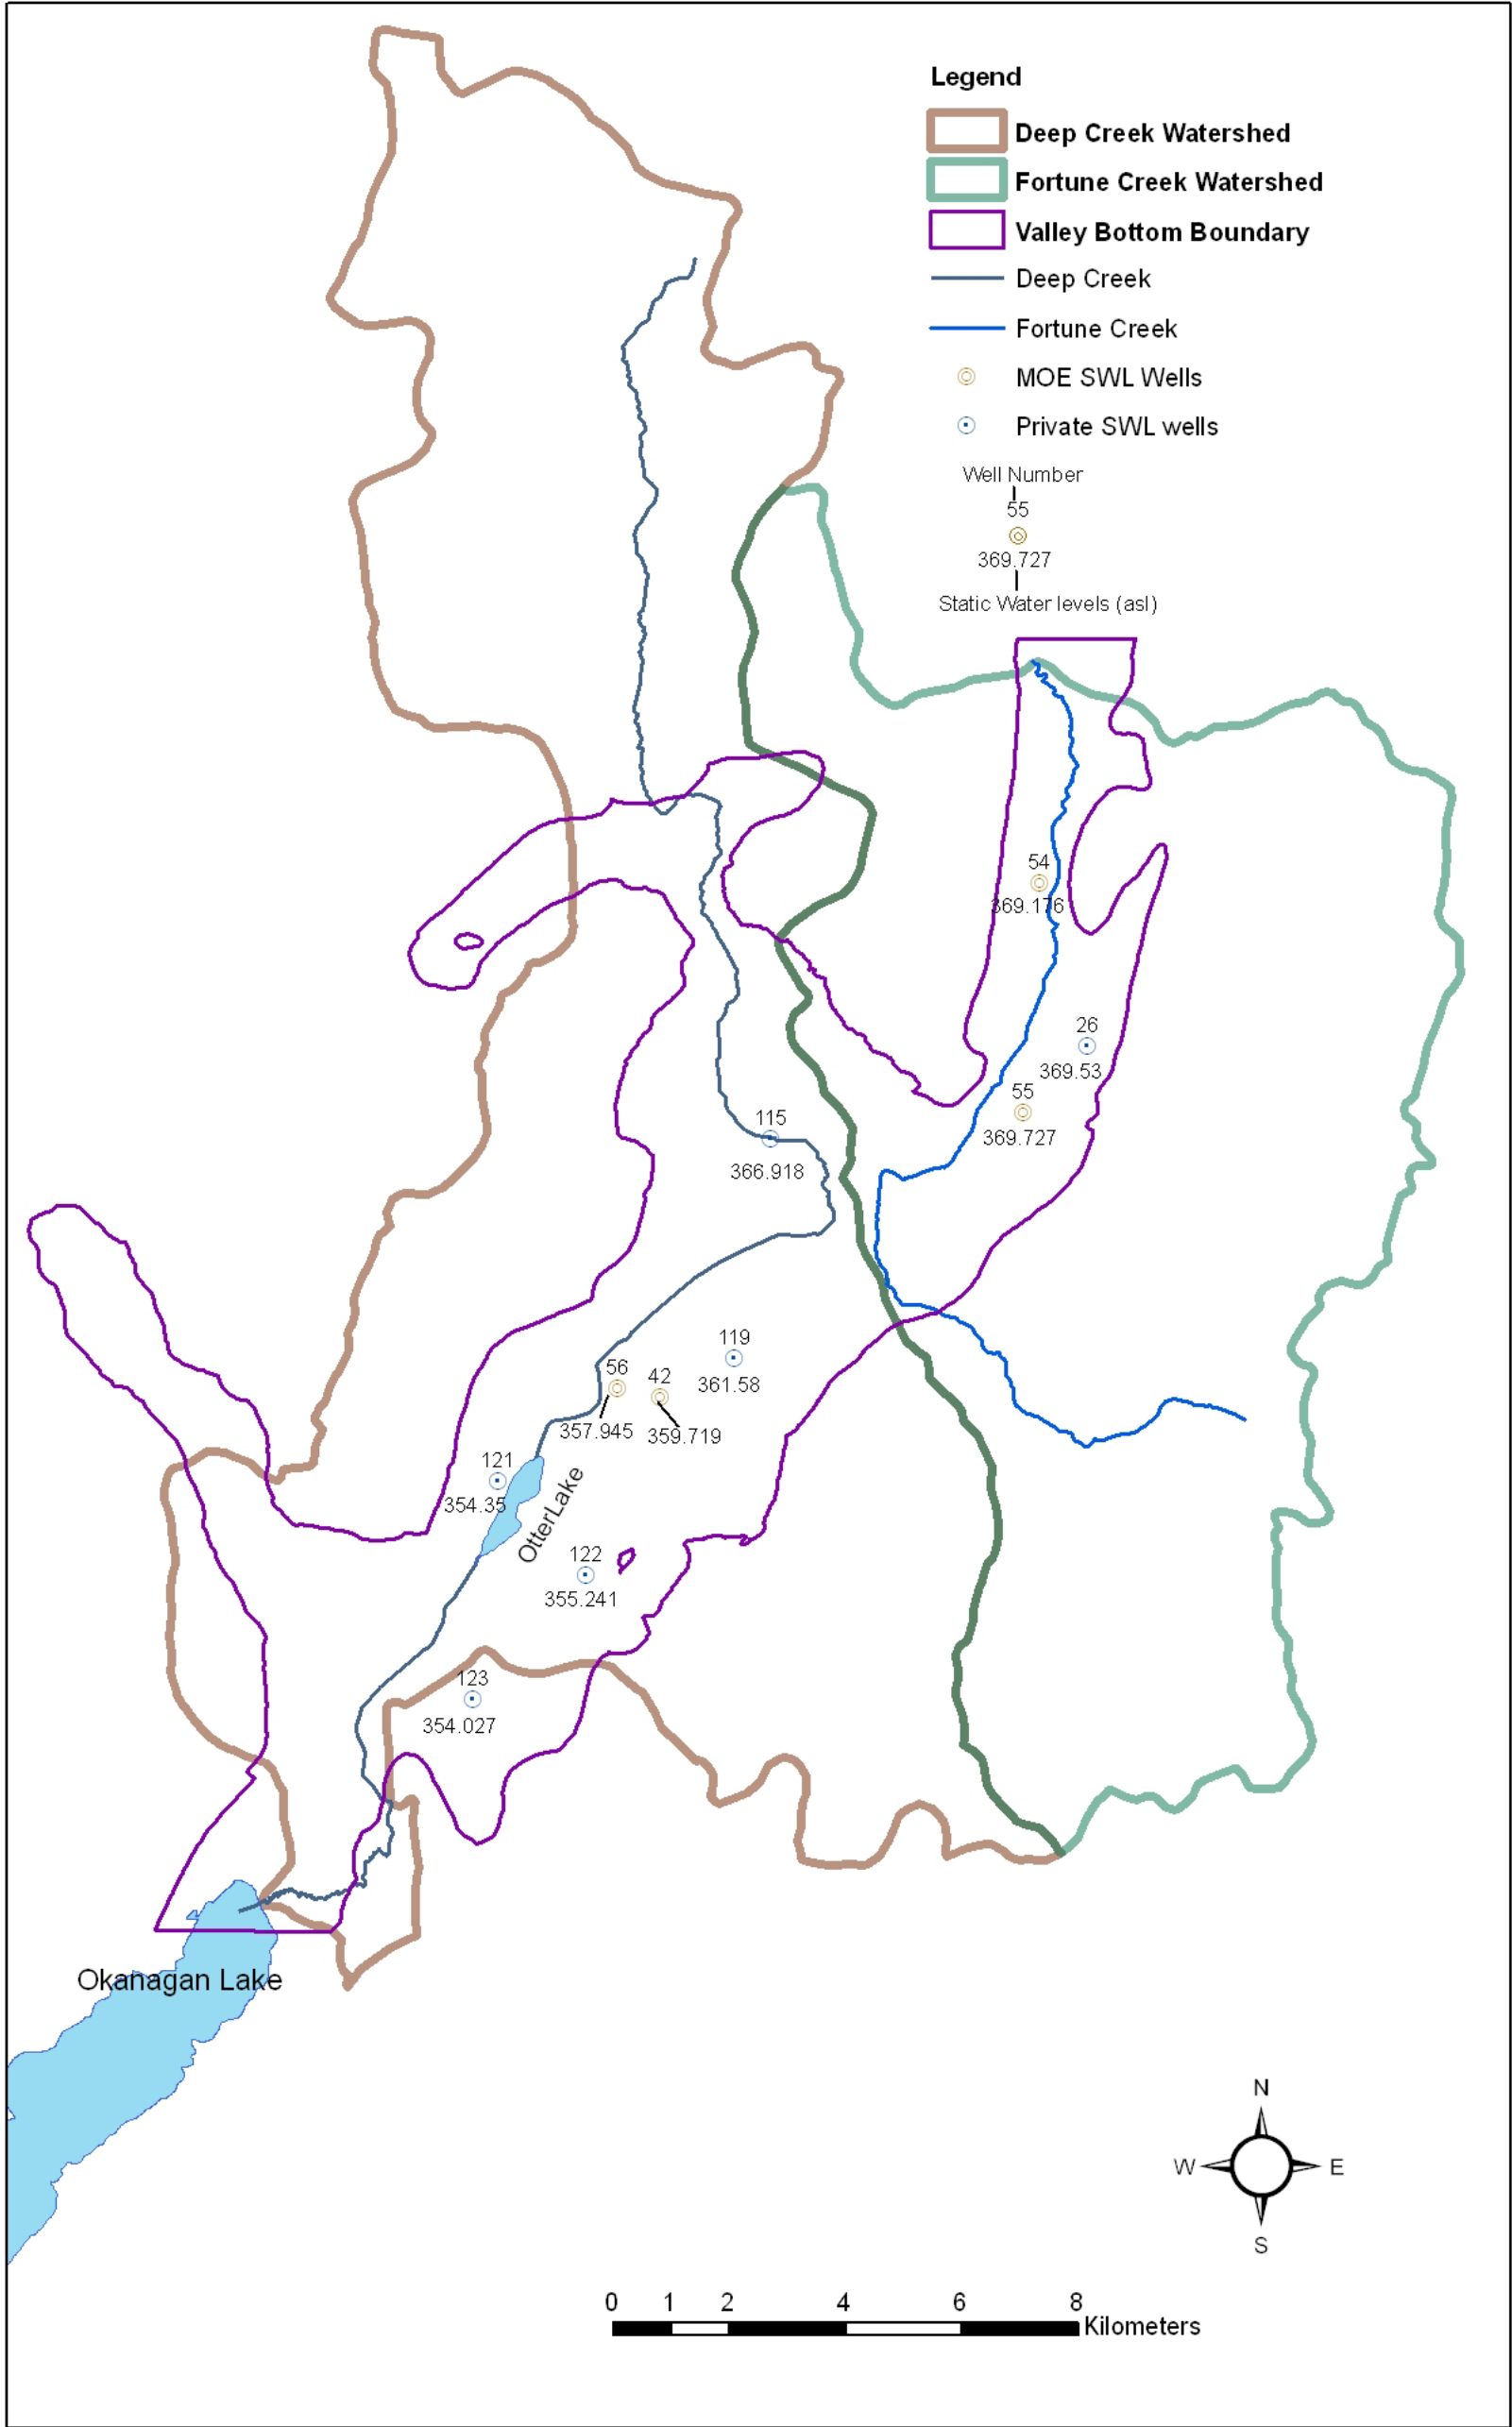 Legend
Deep Creek Watershed
Fortune Creek Watershed
Valley Bottom Boundary
Deep Creek
Fortune Creek
MOE SWL Wells
Private SWL wells
Well Number
55
369.727
Static Water levels (asl)
54
369.176
26
369.53
55
369.727
115
366.918
119
361.58
56
42
357.945
359.719
121
354.35
OtterLake
122
355.241
123
354.027
Okanagan Lake
N
W
E
S
0 1 2 4 6 8
Kilometers